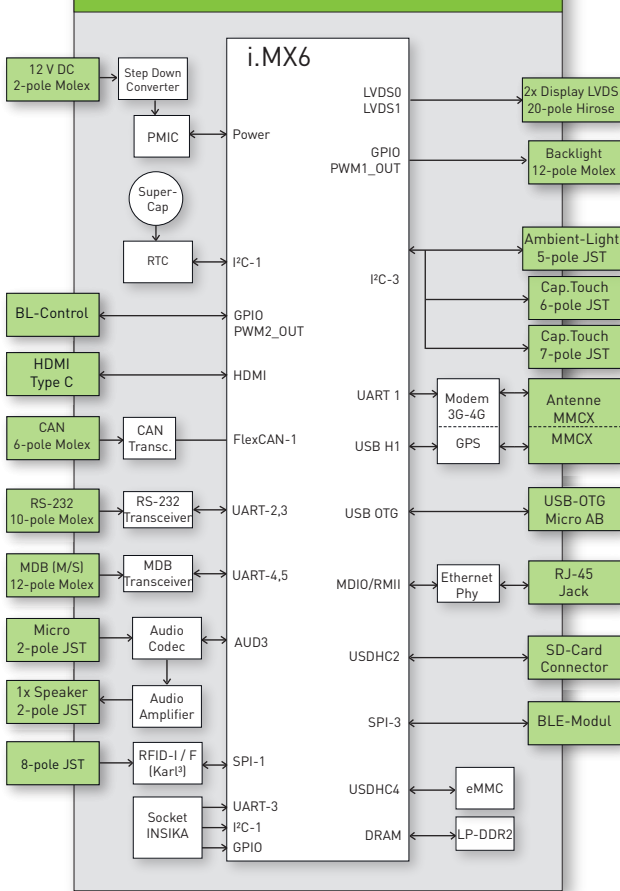 i.MX6
12 V DC
2-pole Molex
Step Down
Converter
PMIC
Power
Super-
Cap
RTC
I²C-1
BL-Control
GPIO
PWM2_OUT
HDMI
Type C
HDMI
CAN
6-pole Molex
CAN
Transc.
FlexCAN-1
RS-232
10-pole Molex
RS-232
Transceiver
UART-2,3
MDB (M/S)
12-pole Molex
MDB
Transceiver
UART-4,5
Micro
2-pole JST
Audio
Codec
AUD3
1x Speaker
2-pole JST
Audio
Amplifier
8-pole JST
RFID-I / F
(Karl³)
SPI-1
Socket
INSIKA
UART-3
I²C-1
GPIO
LVDS0
LVDS1
2x Display LVDS
20-pole Hirose
GPIO
PWM1_OUT
Backlight
12-pole Molex
I²C-3
Ambient-Light
5-pole JST
Cap.Touch
6-pole JST
Cap.Touch
7-pole JST
UART 1
USB H1
Modem
3G-4G
GPS
Antenne
MMCX
MMCX
USB OTG
USB-OTG
Micro AB
MDIO/RMII
Ethernet
Phy
RJ-45
Jack
USDHC2
SD-Card
Connector
SPI-3
BLE-Modul
USDHC4
eMMC
DRAM
LP-DDR2